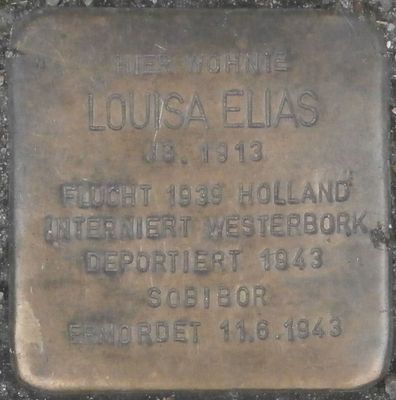 HIER WOHNTE
LOUISA ELIAS
JG. 1913
FLUCHT 1939 HOLLAND
INTERNIERT WESTERBORK
DEPORTIERT 1943
SOBIBOR
ERMORDET 11.6.1943